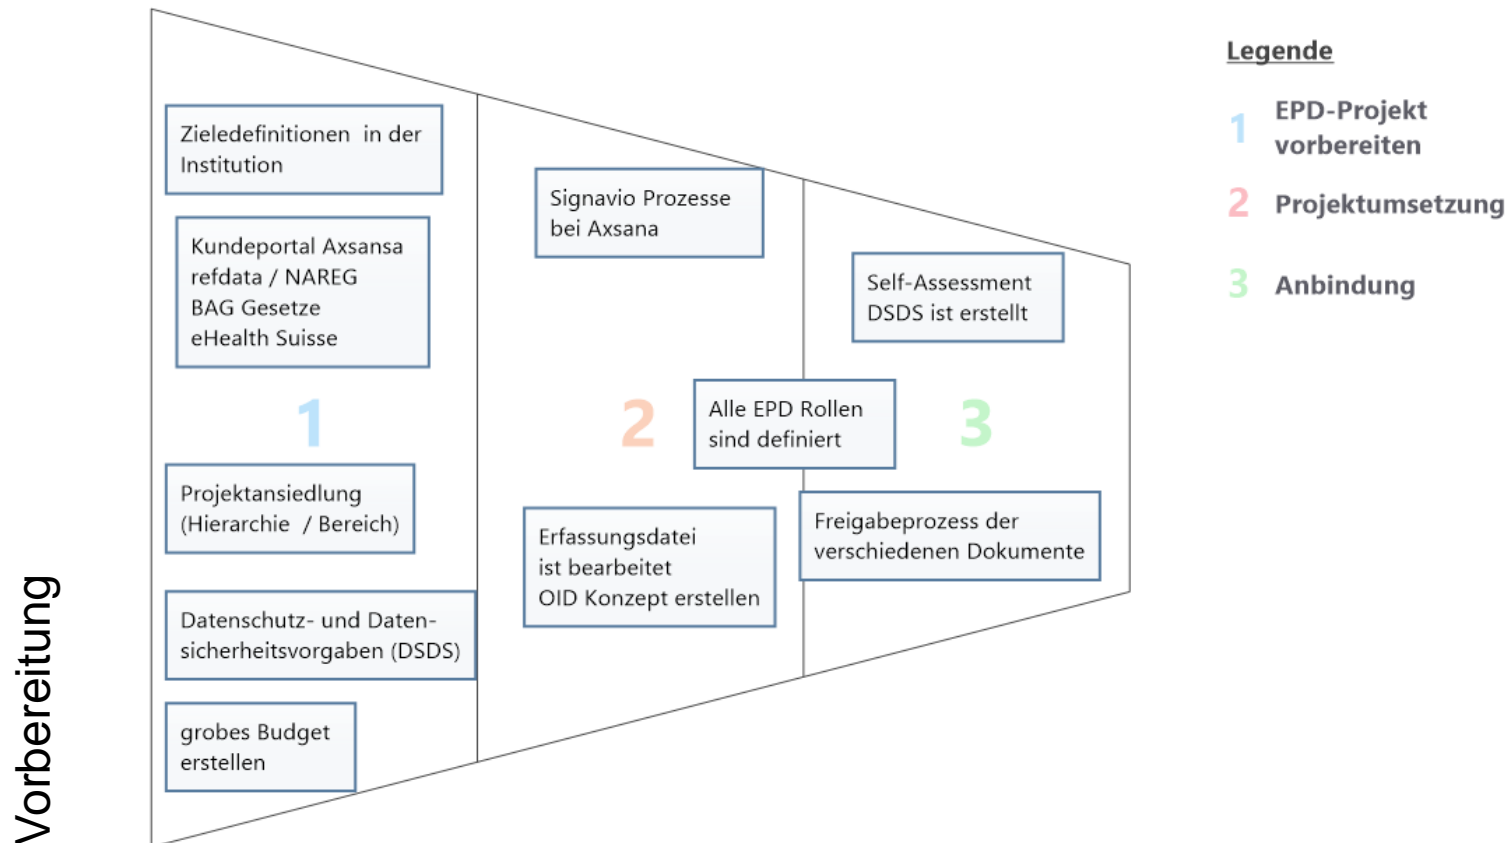 Zieledefinitionen in der
Institution
Kundeportal Axsansa
refdata / NAREG
BAG Gesetze
eHealth Suisse
1
Projektansiedlung
(Hierarchie / Bereich)
Datenschutz- und Daten-
sicherheitsvorgaben (DSDS)
grobes Budget
erstellen
Signavio Prozesse
bei Axsana
2
Erfassungsdatei
ist bearbeitet
OID Konzept erstellen
Alle EPD Rollen
sind definiert
Self-Assessment
DSDS ist erstellt
3
Freigabeprozess der
verschiedenen Dokumente
Legende
1 EPD-Projekt
vorbereiten
2 Projektumsetzung
3 Anbindung
Vorbereitung